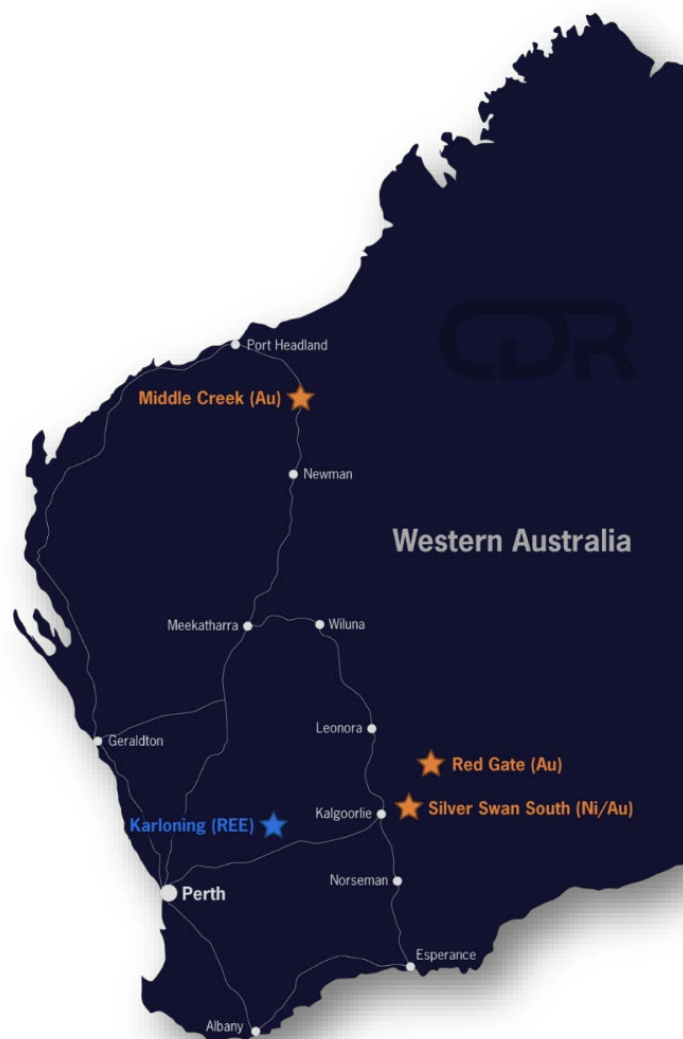 CDR
Port Headland
Middle Creek (Au)
Newman
Western Australia
Meekatharra
Wiluna
Leonora
Geraldton
Red Gate (Au)
Silver Swan South (Ni/Au)
Kalgoorlie
Karloning (REE)
Norseman
Perth
Esperance
Albany